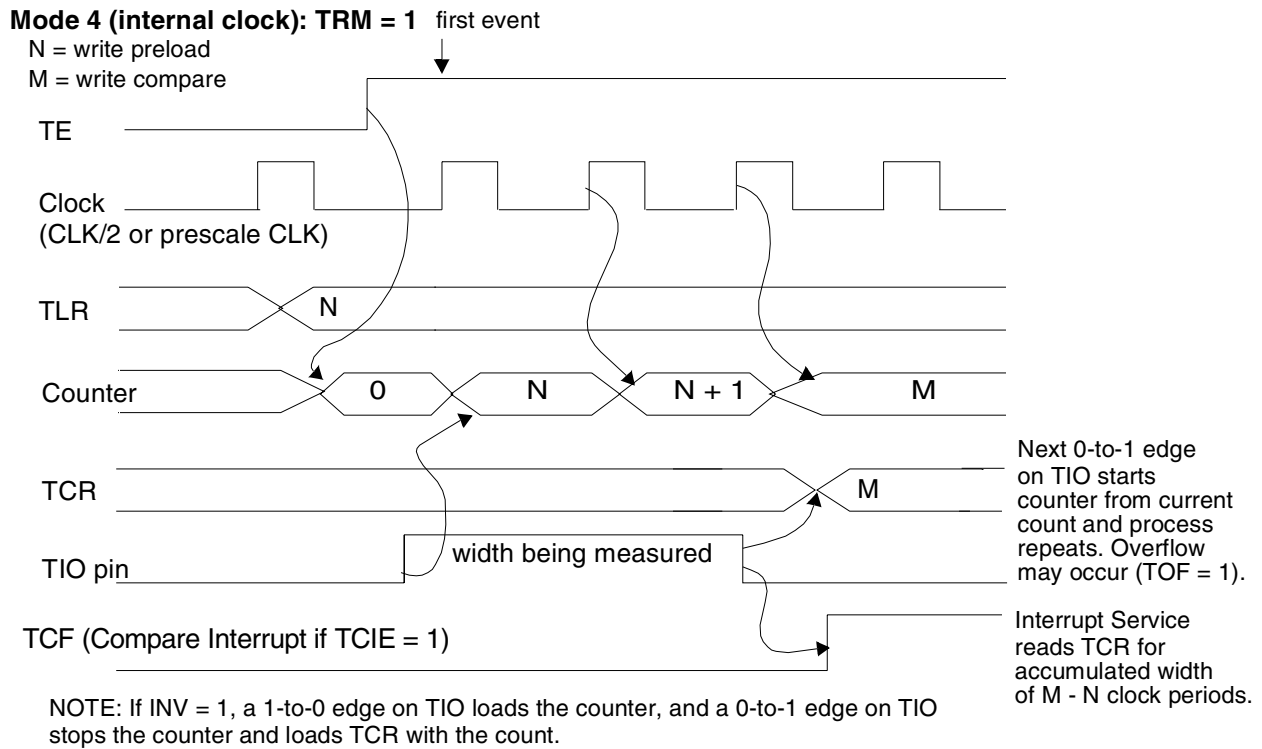 Mode 4 (internal clock): TRM = 1 first event
N = write preload
M = write compare
TE
Clock
(CLK/2 or prescale CLK)
TLR
N
Counter
0
N
N + 1
M
TCR
M
Next 0-to-1 edge
on TIO starts
counter from current
count and process
repeats. Overflow
may occur (TOF = 1).
TIO pin
width being measured
TCF (Compare Interrupt if TCIE = 1)
Interrupt Service
reads TCR for
accumulated width
of M - N clock periods.
NOTE: If INV = 1, a 1-to-0 edge on TIO loads the counter, and a 0-to-1 edge on TIO
stops the counter and loads TCR with the count.